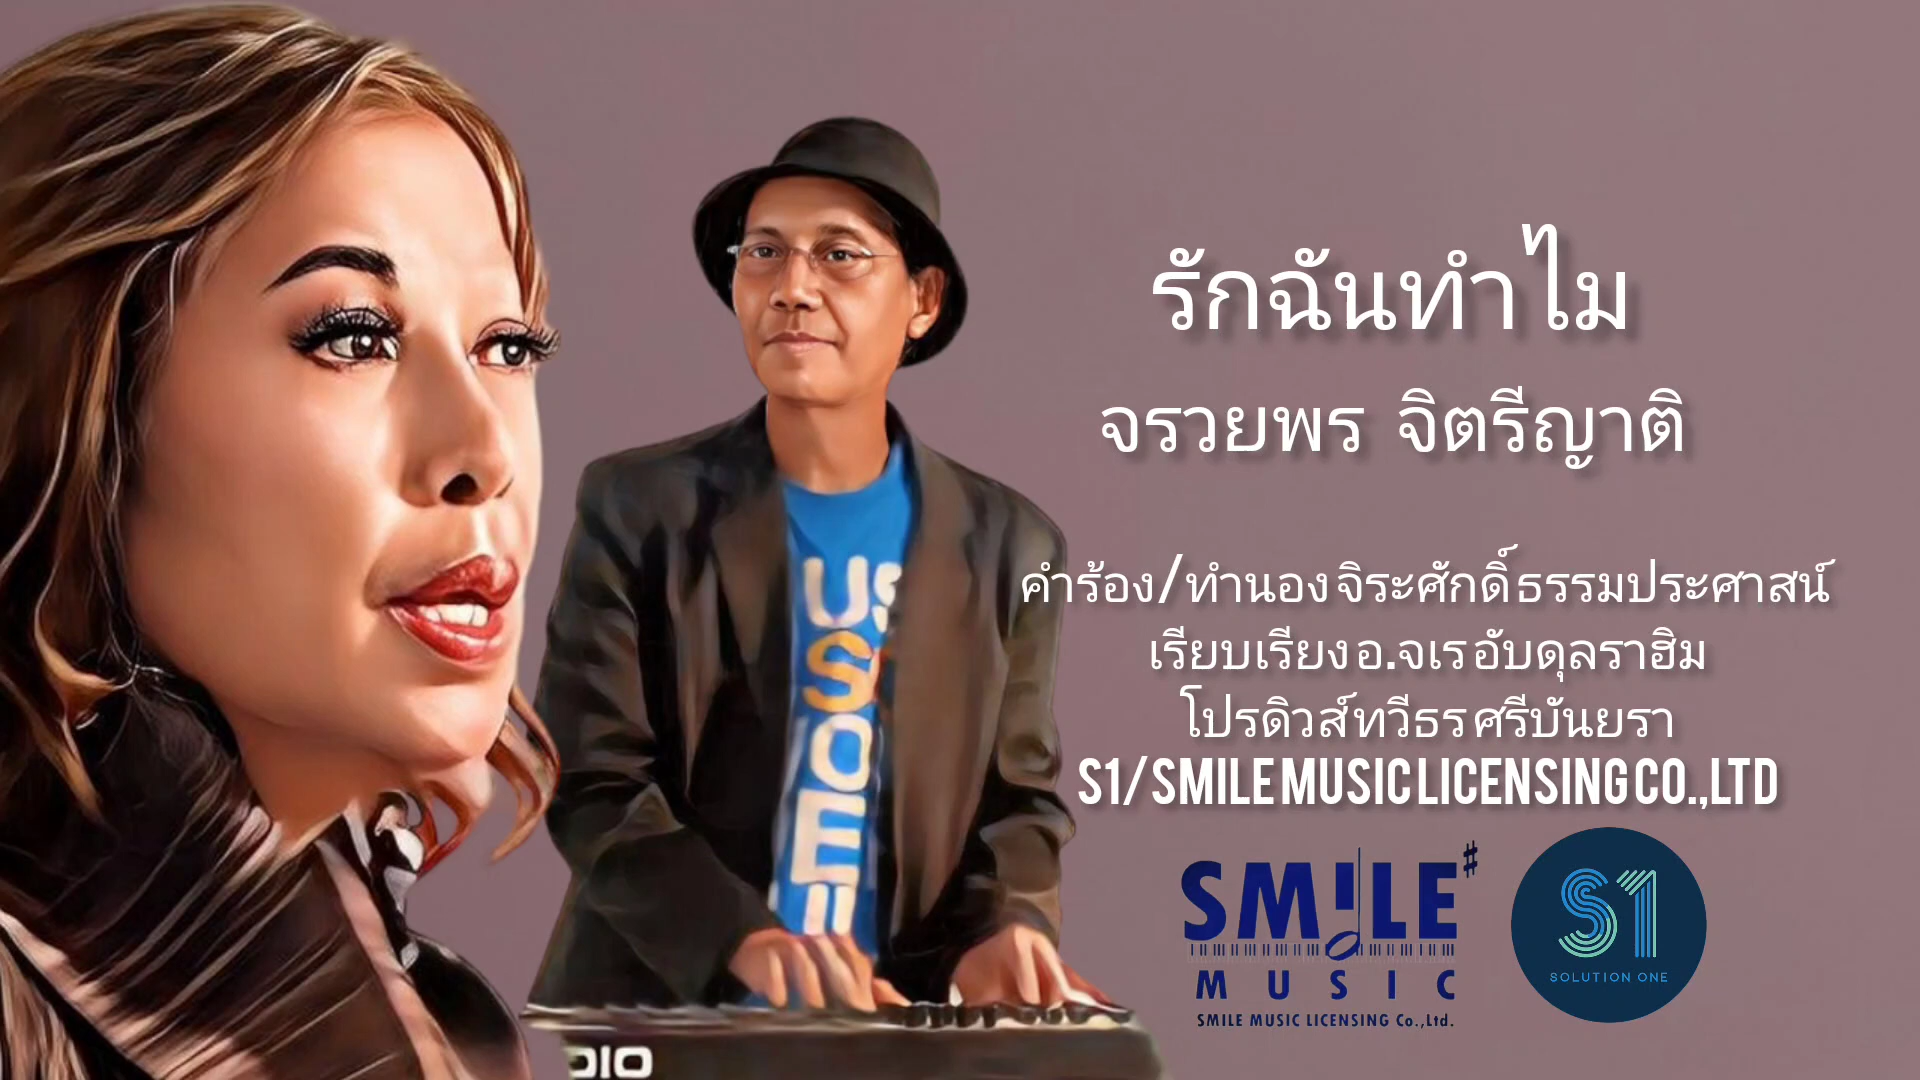 รักฉันทำไม
จรวยพร จิตรีญาติ
คำร้อง/ทำนอง จิระศักดิ์ ธรรมประศาสน์
เรียบเรียง อ.จเร อับดุลราฮิม
โปรดิวส์ ทวีธร ศรีบันยรา
S1/SMILE MUSIC LICENSING CO.,LTD
SMILE
MUSIC
SMILE MUSIC LICENSING Co.,Ltd.
S1
SOLUTION ONE
US
SO
E